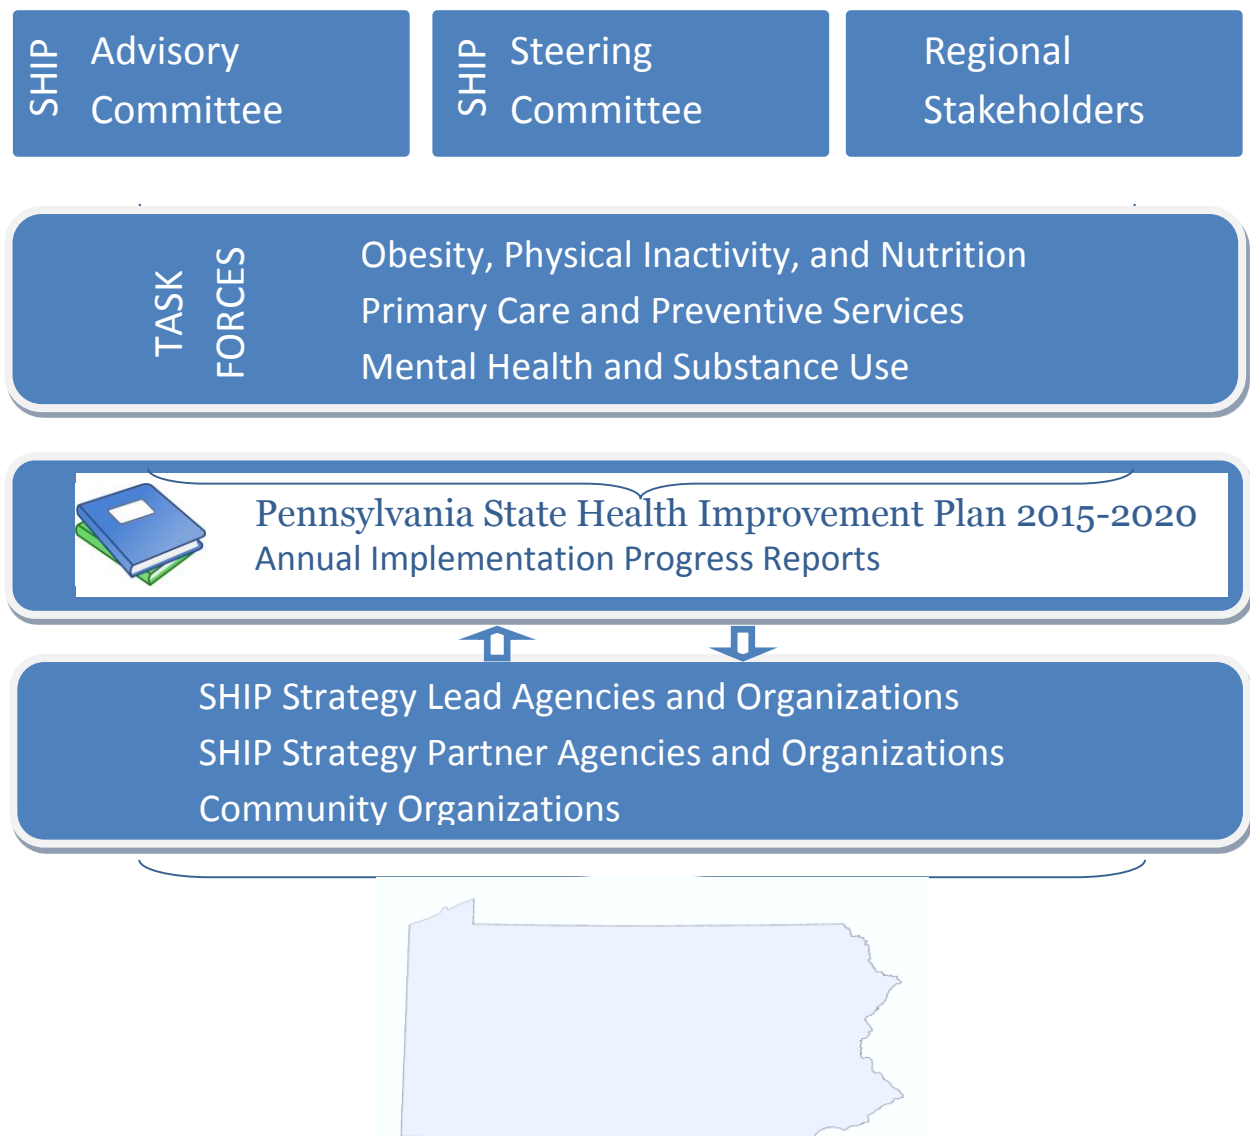 SHIP
Advisory
Committee
SHIP
Steering
Committee
Regional
Stakeholders
TASK
FORCES
Obesity, Physical Inactivity, and Nutrition
Primary Care and Preventive Services
Mental Health and Substance Use
Pennsylvania State Health Improvement Plan 2015-2020
Annual Implementation Progress Reports
SHIP Strategy Lead Agencies and Organizations
SHIP Strategy Partner Agencies and Organizations
Community Organizations